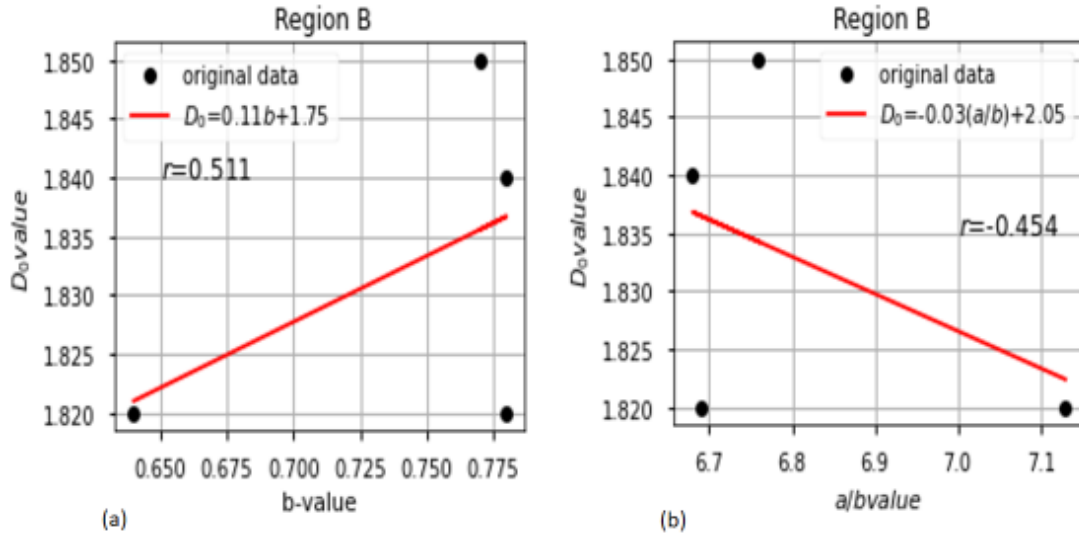 Region B
1.850
1.845
1.840
1.835
1.830
1.825
1.820
D₀value
original data
D₀=0.11b+1.75
r=0.511
0.650 0.675 0.700 0.725 0.750 0.775
b-value
(a)
Region B
1.850
1.845
1.840
1.835
1.830
1.825
1.820
D₀value
original data
D₀=-0.03(a/b)+2.05
r=-0.454
6.7 6.8 6.9 7.0 7.1
a/bvalue
(b)